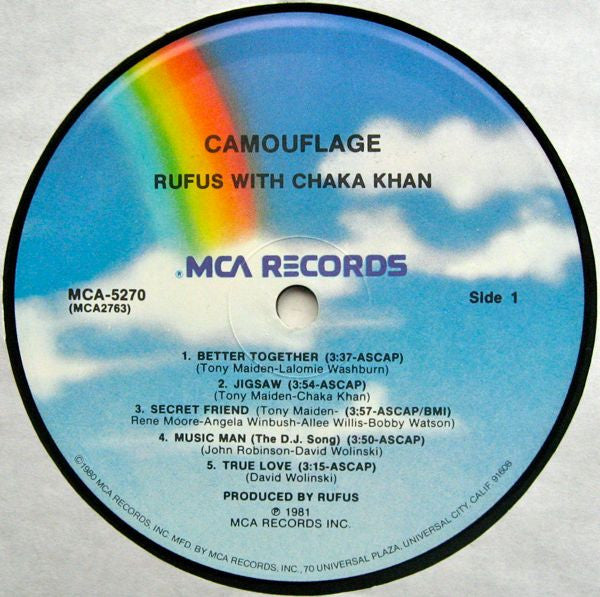 CAMOUFLAGE
RUFUS WITH CHAKA KHAN
® MCA RECORDS
MCA-5270
(MCA2763)
Side 1
1. BETTER TOGETHER (3:37-ASCAP)
(Tony Maiden-Lalomie Washburn)
2. JIGSAW (3:54-ASCAP)
(Tony Maiden-Chaka Khan)
3. SECRET FRIEND (Tony Maiden- (3:57-ASCAP/BMI)
Rene Moore-Angela Winbush-Allee Willis-Bobby Watson)
4. MUSIC MAN (The D.J. Song) (3:50-ASCAP)
(John Robinson-David Wolinski)
5. TRUE LOVE (3:15-ASCAP)
(David Wolinski)
PRODUCED BY RUFUS
℗ 1981
MCA RECORDS INC.
©1980 MCA RECORDS, INC. MFD. BY MCA RECORDS, INC., 70 UNIVERSAL PLAZA, UNIVERSAL CITY, CALIF. 91608